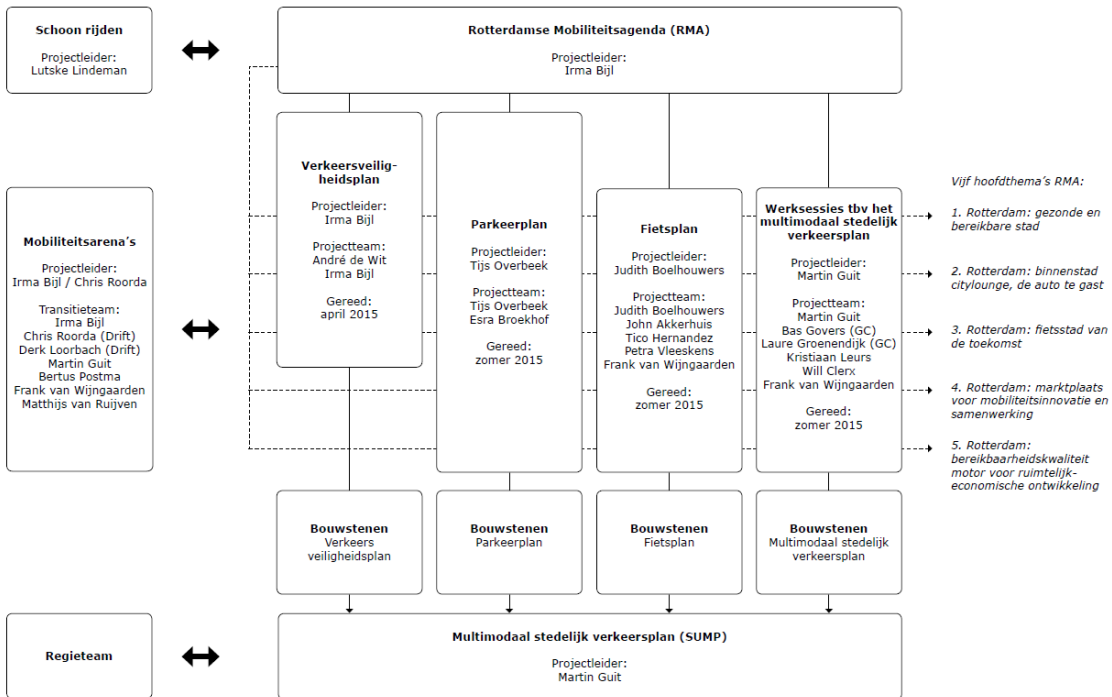 Schoon rijden
Projectleider:
Lutske Lindeman
Rotterdamse Mobiliteitsagenda (RMA)
Projectleider:
Irma Bijl
Mobiliteitsarena's
Projectleider:
Irma Bijl / Chris Roorda
Transitieteam:
Irma Bijl
Chris Roorda (Drift)
Derk Loorbach (Drift)
Martin Guit
Bertus Postma
Frank van Wijngaarden
Matthijs van Ruijven
Verkeersveilig-
heidsplan
Projectleider:
Irma Bijl
Projectteam:
André de Wit
Irma Bijl
Gereed:
april 2015
Parkeerplan
Projectleider:
Tijs Overbeek
Projectteam:
Tijs Overbeek
Esra Broekhof
Gereed:
zomer 2015
Fietsplan
Projectleider:
Judith Boelhouwers
Projectteam:
Judith Boelhouwers
John Akkerhuis
Tico Hernandez
Petra Vleeskens
Frank van Wijngaarden
Gereed:
zomer 2015
Werksessies tbv het
multimodaal stedelijk
verkeersplan
Projectleider:
Martin Guit
Projectteam:
Martin Guit
Bas Govers (GC)
Laure Groenendijk (GC)
Kristiaan Leurs
Will Clerx
Frank van Wijngaarden
Gereed:
zomer 2015
Vijf hoofdthema's RMA:
1. Rotterdam: gezonde en
bereikbare stad
2. Rotterdam: binnenstad
citylounge, de auto te gast
3. Rotterdam: fietsstad van
de toekomst
4. Rotterdam: marktplaats
voor mobiliteitsinnovatie en
samenwerking
5. Rotterdam:
bereikbaarheidskwaliteit
motor voor ruimtelijk-
economische ontwikkeling
Bouwstenen
Verkeers
veiligheidsplan
Bouwstenen
Parkeerplan
Bouwstenen
Fietsplan
Bouwstenen
Multimodaal stedelijk
verkeersplan
Regieteam
Multimodaal stedelijk verkeersplan (SUMP)
Projectleider:
Martin Guit